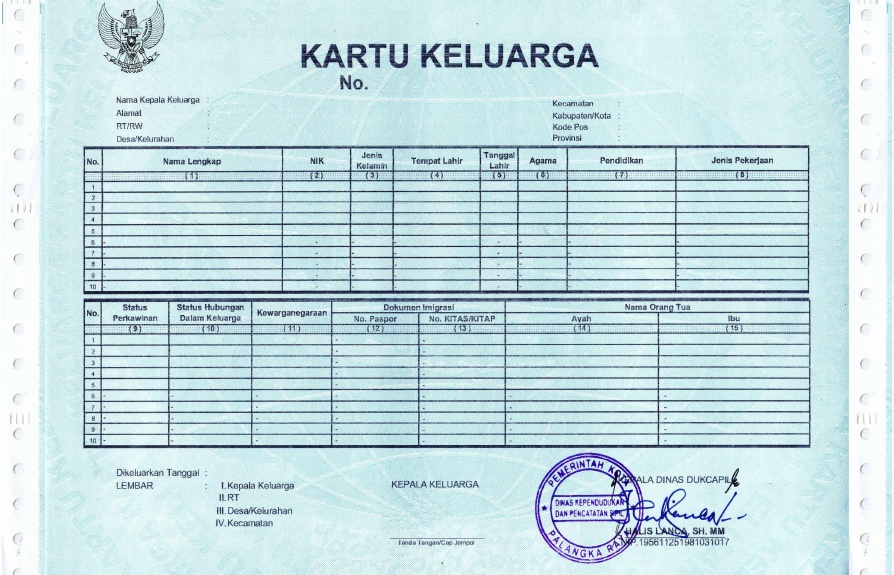 KARTU KELUARGA
No.
Nama Kepala Keluarga :
Alamat :
RT/RW :
Desa/Kelurahan :
Kecamatan :
Kabupaten/Kota :
Kode Pos :
Provinsi :
No. Nama Lengkap NIK Jenis Kelamin Tempat Lahir Tanggal Lahir Agama Pendidikan Jenis Pekerjaan
(1) (2) (3) (4) (5) (6) (7) (8)
1
2
3
4
5
6 - - - - - - - -
7 - - - - - - - -
8 - - - - - - - -
9 - - - - - - - -
10 - - - - - - - -
No. Status Perkawinan Status Hubungan Dalam Keluarga Kewarganegaraan Dokumen Imigrasi Nama Orang Tua
No. Paspor No. KITAS/KITAP Ayah Ibu
(9) (10) (11) (12) (13) (14) (15)
1 - -
2 - -
3 - -
4 - -
5 - -
6 - - - - - - -
7 - - - - - - -
8 - - - - - - -
9 - - - - - - -
10 - - - - - - -
Dikeluarkan Tanggal :
LEMBAR : I. Kepala Keluarga
II. RT
III. Desa/Kelurahan
IV. Kecamatan
KEPALA KELUARGA
Tanda Tangan/Cap Jempol
KEPALA DINAS DUKCAPIL
PEMERINTAH KOTA
DINAS KEPENDUDUKAN
DAN PENCATATAN SIPIL
PALANGKA RAYA
HALIS LANCA, SH, MM
NIP.195611251981031017